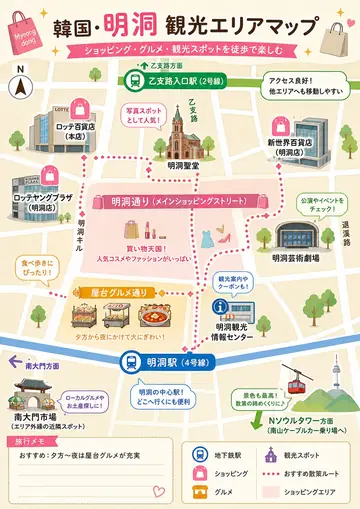 Myeong
dong
韓国・明洞 観光エリアマップ
ショッピング・グルメ・観光スポットを徒歩で楽しむ
N
乙支路方面
乙支路入口駅（2号線）
アクセス良好！
他エリアへも移動しやすい
写真スポット
として人気！
乙支路
LOTTE
ロッテ百貨店
（本店）
明洞聖堂
新世界百貨店
（明洞店）
明洞通り（メインショッピングストリート）
ロッテヤングプラザ
（明洞店）
明洞キル
買い物天国！
人気コスメやファッションがいっぱい
公演やイベントを
チェック！
退渓路
明洞芸術劇場
食べ歩きに
ぴったり！
屋台グルメ通り
夕方から夜にかけて大にぎわい！
観光案内や
クーポンも！
明洞観光
情報センター
南大門方面
明洞駅（4号線）
南大門市場
（エリア外縁の近隣スポット）
ローカルグルメや
お土産探しに！
明洞の中心駅！
どこへ行くにも便利
景色も最高！
散策の締めくくりに♪
Nソウルタワー方面
（南山ケーブルカー乗り場へ）
旅行メモ
おすすめ：夕方〜夜は屋台グルメが充実
地下鉄駅
観光スポット
ショッピング
おすすめ散策ルート
グルメ
ショッピングエリア